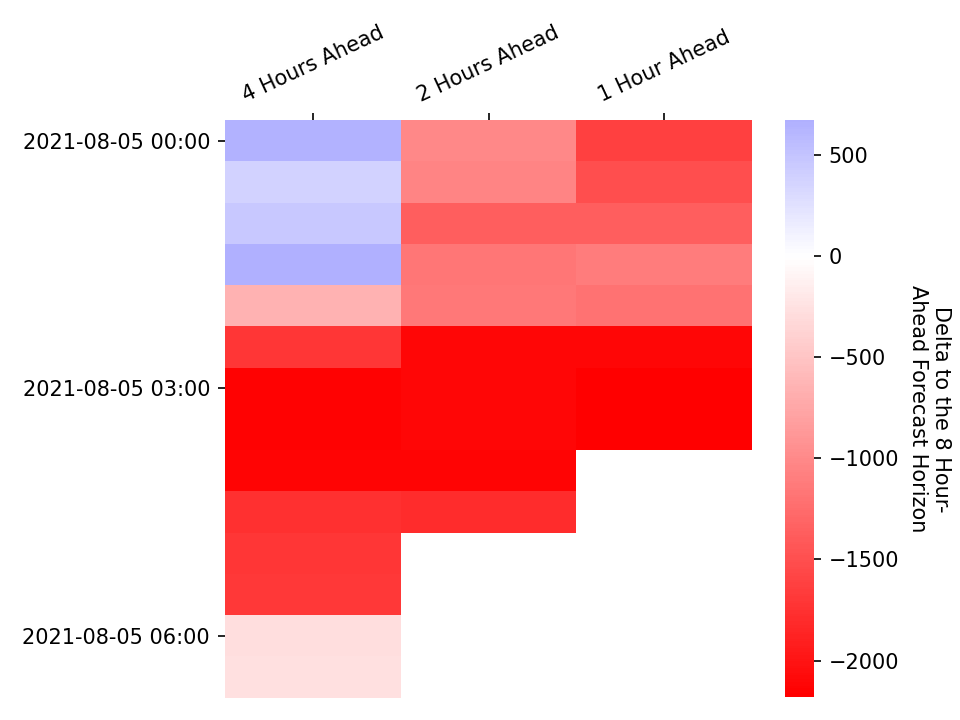 4 Hours Ahead
2 Hours Ahead
1 Hour Ahead
2021-08-05 00:00
2021-08-05 03:00
2021-08-05 06:00
500
0
−500
−1000
−1500
−2000
Delta to the 8 Hour-
Ahead Forecast Horizon